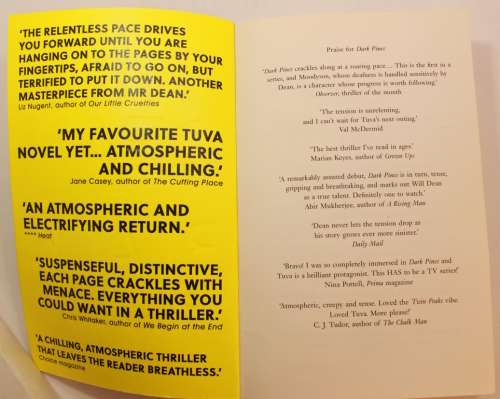 'THE RELENTLESS PACE DRIVES
YOU FORWARD UNTIL YOU ARE
HANGING ON TO THE PAGES BY YOUR
FINGERTIPS, AFRAID TO GO ON, BUT
TERRIFIED TO PUT IT DOWN. ANOTHER
MASTERPIECE FROM MR DEAN.'
Liz Nugent, author of Our Little Cruelties
'MY FAVOURITE TUVA
NOVEL YET... ATMOSPHERIC
AND CHILLING.'
Jane Casey, author of The Cutting Place
'AN ATMOSPHERIC AND
ELECTRIFYING RETURN.'
**** Heat
'SUSPENSEFUL, DISTINCTIVE,
EACH PAGE CRACKLES WITH
MENACE. EVERYTHING YOU
COULD WANT IN A THRILLER.'
Chris Whitaker, author of We Begin at the End
'A CHILLING, ATMOSPHERIC THRILLER
THAT LEAVES THE READER BREATHLESS.'
Choice magazine
Praise for Dark Pines
'Dark Pines crackles along at a roaring pace... This is the first in a
series, and Moodyson, whose deafness is handled sensitively by
Dean, is a character whose progress is worth following.'
Observer, thriller of the month
'The tension is unrelenting,
and I can't wait for Tuva's next outing.'
Val McDermid
'The best thriller I've read in ages.'
Marian Keyes, author of Grown Ups
'A remarkably assured debut, Dark Pines is in turn, tense,
gripping and breathtaking, and marks out Will Dean
as a true talent. Definitely one to watch.'
Abir Mukherjee, author of A Rising Man
'Dean never lets the tension drop as
his story grows ever more sinister.'
Daily Mail
'Bravo! I was so completely immersed in Dark Pines and
Tuva is a brilliant protagonist. This HAS to be a TV series!'
Nina Pottell, Prima magazine
'Atmospheric, creepy and tense. Loved the Twin Peaks vibe.
Loved Tuva. More please!'
C. J. Tudor, author of The Chalk Man